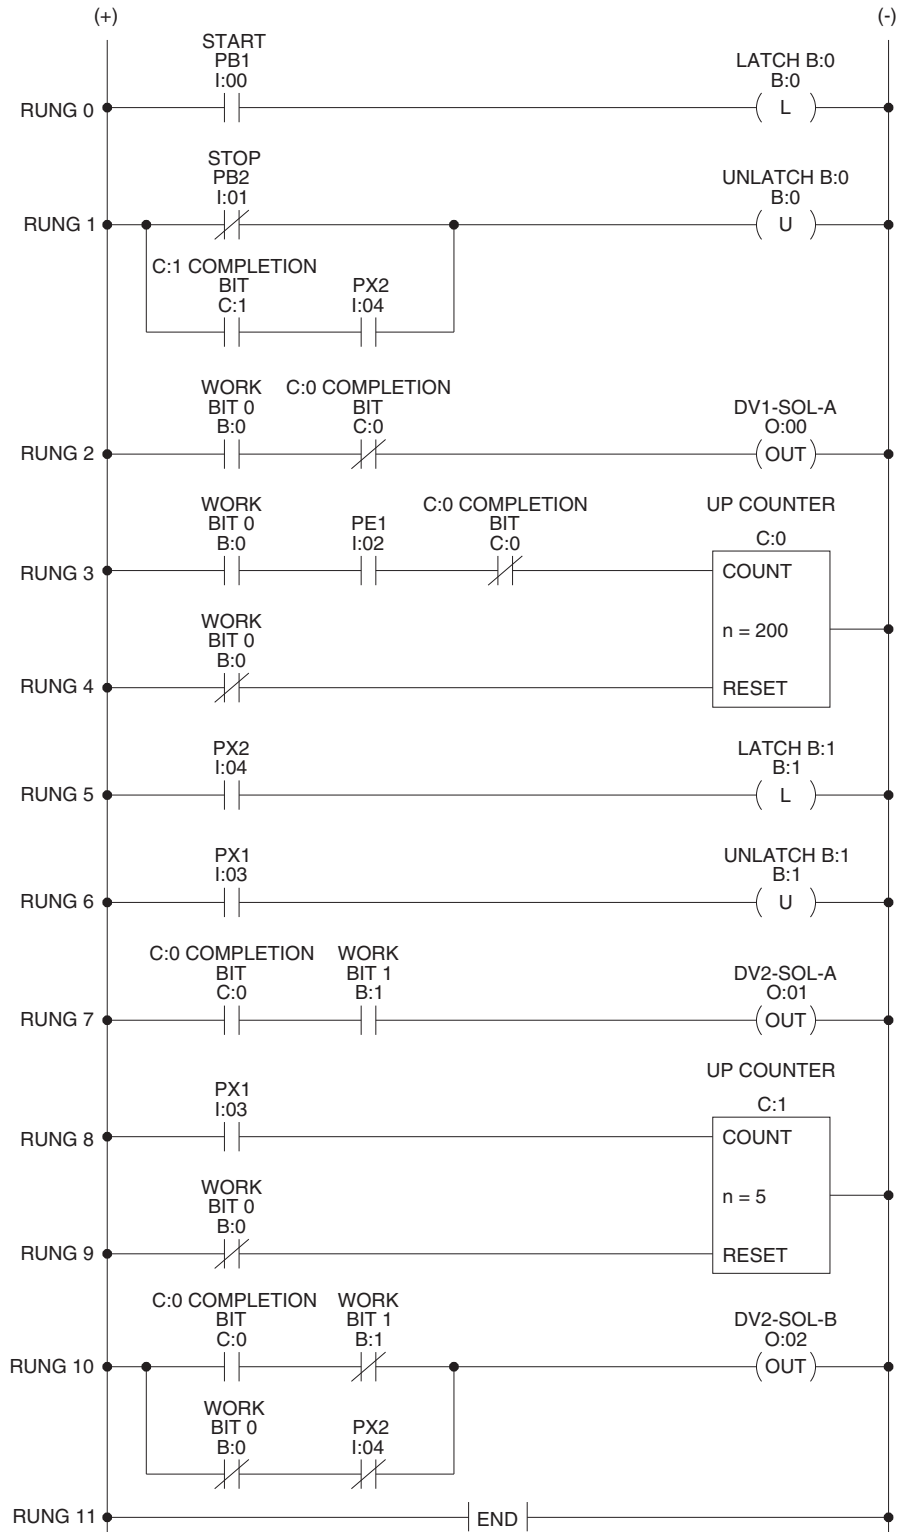 (+) (-)
START
PB1
I:00
LATCH B:0
B:0
RUNG 0
L
STOP
PB2
I:01
UNLATCH B:0
B:0
RUNG 1
U
C:1 COMPLETION
BIT
C:1
PX2
I:04
WORK
BIT 0
B:0
C:0 COMPLETION
BIT
C:0
DV1-SOL-A
O:00
RUNG 2
OUT
WORK
BIT 0
B:0
PE1
I:02
C:0 COMPLETION
BIT
C:0
UP COUNTER
C:0
RUNG 3
COUNT
n = 200
WORK
BIT 0
B:0
RUNG 4
RESET
PX2
I:04
LATCH B:1
B:1
RUNG 5
L
PX1
I:03
UNLATCH B:1
B:1
RUNG 6
U
C:0 COMPLETION
BIT
C:0
WORK
BIT 1
B:1
DV2-SOL-A
O:01
RUNG 7
OUT
UP COUNTER
C:1
PX1
I:03
RUNG 8
COUNT
n = 5
WORK
BIT 0
B:0
RUNG 9
RESET
C:0 COMPLETION
BIT
C:0
WORK
BIT 1
B:1
DV2-SOL-B
O:02
RUNG 10
OUT
WORK
BIT 0
B:0
PX2
I:04
RUNG 11
END